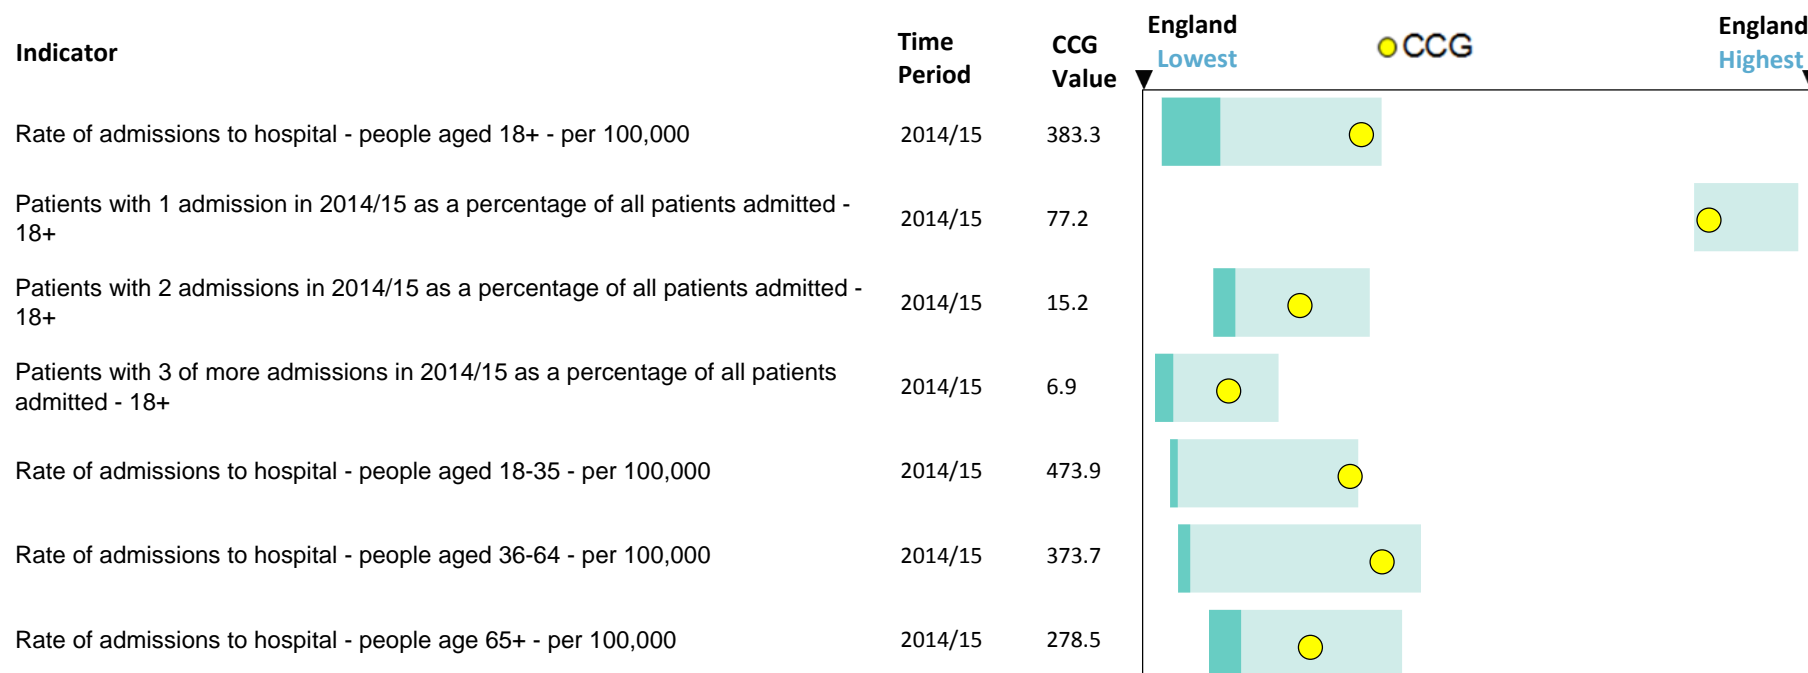 Indicator
Time
Period
CCG
Value
England
Lowest
CCG
England
Highest
Rate of admissions to hospital - people aged 18+ - per 100,000
2014/15
383.3
Patients with 1 admission in 2014/15 as a percentage of all patients admitted -
18+
2014/15
77.2
Patients with 2 admissions in 2014/15 as a percentage of all patients admitted -
18+
2014/15
15.2
Patients with 3 of more admissions in 2014/15 as a percentage of all patients
admitted - 18+
2014/15
6.9
Rate of admissions to hospital - people aged 18-35 - per 100,000
2014/15
473.9
Rate of admissions to hospital - people aged 36-64 - per 100,000
2014/15
373.7
Rate of admissions to hospital - people age 65+ - per 100,000
2014/15
278.5